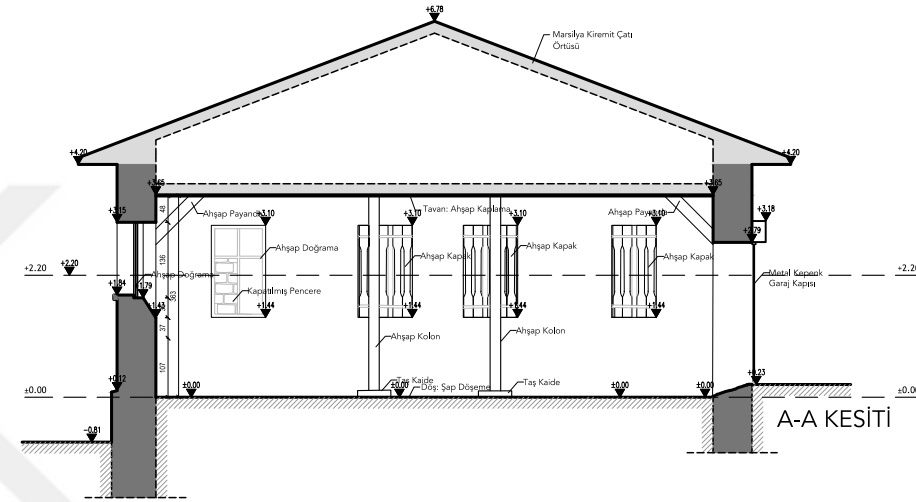 +6.78
Marsilya Kiremit Çatı
Örtüsü
+4.20
+4.20
+3.65
+3.65
+3.15
48
Ahşap Payanda
+3.10
Tavan: Ahşap Kaplama
+3.10
+3.10
Ahşap
+3.10
+3.18
+2.79
Ahşap Doğrama
Ahşap Kapak
Ahşap Kapak
Ahşap Kapak
136
+2.20
+2.20
+2.20
Ahşap Doğrama
Metal Kepenk
Garaj Kapısı
+1.84
+1.79
363
Kapatılmış Pencere
+1.43
+1.44
+1.44
+1.44
+1.44
37
Ahşap Kolon
Ahşap Kolon
107
+0.12
±0.00
Taş Kaide
±0.00
Döş: Şap Döşeme
Taş Kaide
±0.00
±0.00
+0.23
±0.00
±0.00
A-A KESİTİ
-0.81